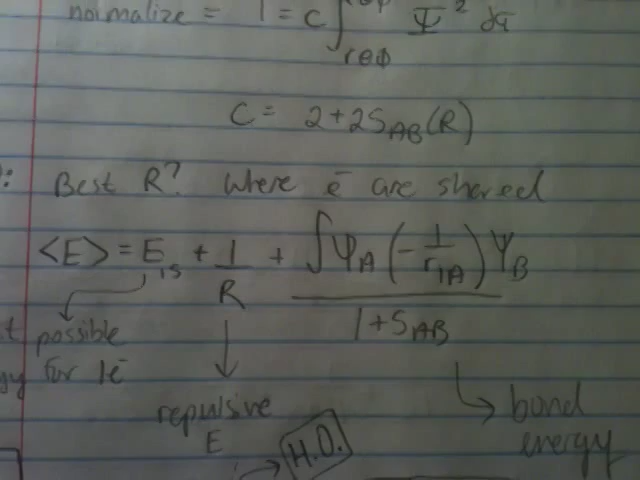 normalize = 1 = c ∫ Ψ² dτ
rθφ
C = 2 + 2S_AB(R)
Best R? Where e⁻ are shared
<E> = E_1s + 1/R + ∫ψ_A (-1/r_1A) ψ_B / 1 + S_AB
possible
for 1e⁻
repulsive
E
bond
energy
H.O.